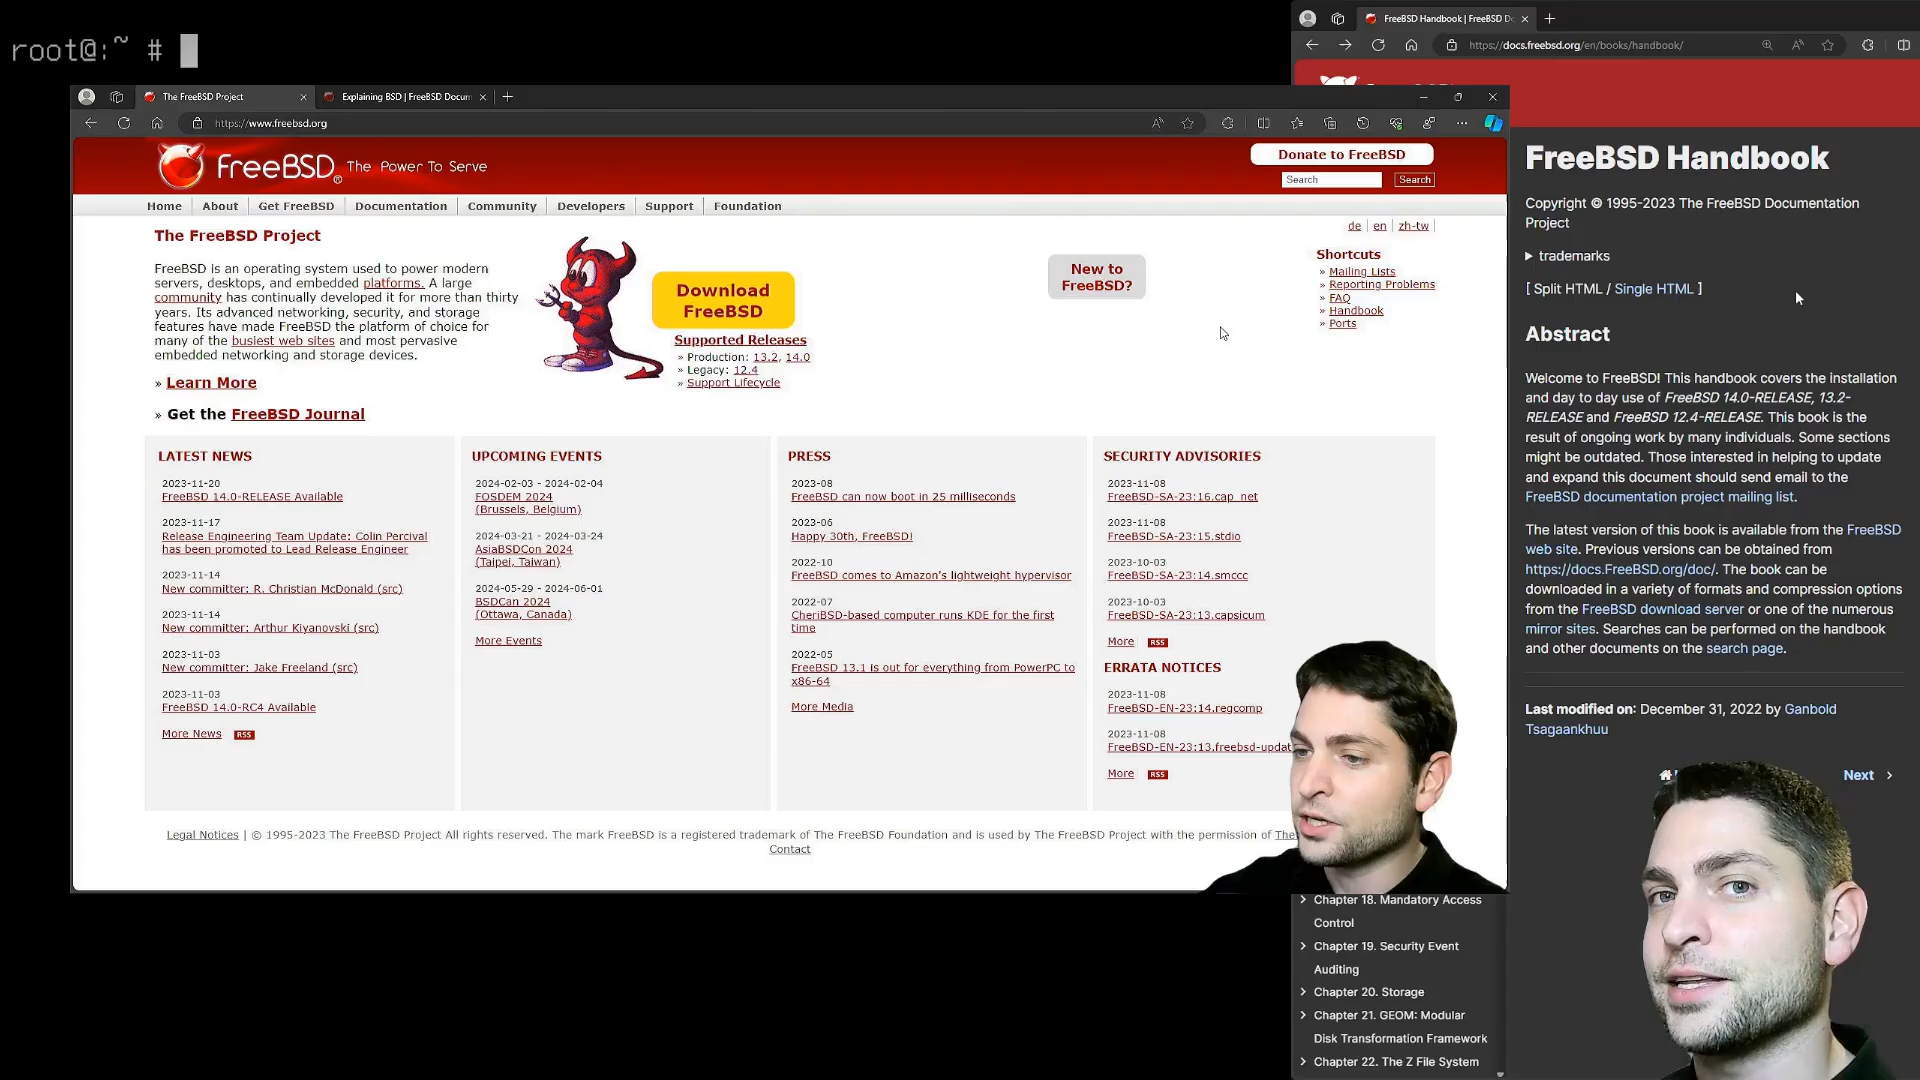 root@:~ #
FreeBSD Handbook | FreeBSD D
https://docs.freebsd.org/en/books/handbook/
The FreeBSD Project
Explaining BSD | FreeBSD Docum
https://www.freebsd.org
FreeBSD® The Power To Serve
Donate to FreeBSD
Search
Search
Home
About
Get FreeBSD
Documentation
Community
Developers
Support
Foundation
de
en
zh-tw
The FreeBSD Project
FreeBSD is an operating system used to power modern
servers, desktops, and embedded platforms. A large
community has continually developed it for more than thirty
years. Its advanced networking, security, and storage
features have made FreeBSD the platform of choice for
many of the busiest web sites and most pervasive
embedded networking and storage devices.
» Learn More
» Get the FreeBSD Journal
Download
FreeBSD
Supported Releases
» Production: 13.2, 14.0
» Legacy: 12.4
» Support Lifecycle
New to
FreeBSD?
Shortcuts
» Mailing Lists
» Reporting Problems
» FAQ
» Handbook
» Ports
LATEST NEWS
2023-11-20
FreeBSD 14.0-RELEASE Available
2023-11-17
Release Engineering Team Update: Colin Percival
has been promoted to Lead Release Engineer
2023-11-14
New committer: R. Christian McDonald (src)
2023-11-14
New committer: Arthur Kiyanovski (src)
2023-11-03
New committer: Jake Freeland (src)
2023-11-03
FreeBSD 14.0-RC4 Available
More News RSS
UPCOMING EVENTS
2024-02-03 - 2024-02-04
FOSDEM 2024
(Brussels, Belgium)
2024-03-21 - 2024-03-24
AsiaBSDCon 2024
(Taipei, Taiwan)
2024-05-29 - 2024-06-01
BSDCan 2024
(Ottawa, Canada)
More Events
PRESS
2023-08
FreeBSD can now boot in 25 milliseconds
2023-06
Happy 30th, FreeBSD!
2022-10
FreeBSD comes to Amazon's lightweight hypervisor
2022-07
CheriBSD-based computer runs KDE for the first
time
2022-05
FreeBSD 13.1 is out for everything from PowerPC to
x86-64
More Media
SECURITY ADVISORIES
2023-11-08
FreeBSD-SA-23:16.cap_net
2023-11-08
FreeBSD-SA-23:15.stdio
2023-10-03
FreeBSD-SA-23:14.smccc
2023-10-03
FreeBSD-SA-23:13.capsicum
More RSS
ERRATA NOTICES
2023-11-08
FreeBSD-EN-23:14.regcomp
2023-11-08
FreeBSD-EN-23:13.freebsd-updat
More RSS
Legal Notices | © 1995-2023 The FreeBSD Project All rights reserved. The mark FreeBSD is a registered trademark of The FreeBSD Foundation and is used by The FreeBSD Project with the permission of The
Contact
FreeBSD Handbook
Copyright © 1995-2023 The FreeBSD Documentation
Project
trademarks
[ Split HTML / Single HTML ]
Abstract
Welcome to FreeBSD! This handbook covers the installation
and day to day use of FreeBSD 14.0-RELEASE, 13.2-
RELEASE and FreeBSD 12.4-RELEASE. This book is the
result of ongoing work by many individuals. Some sections
might be outdated. Those interested in helping to update
and expand this document should send email to the
FreeBSD documentation project mailing list.
The latest version of this book is available from the FreeBSD
web site. Previous versions can be obtained from
https://docs.FreeBSD.org/doc/. The book can be
downloaded in a variety of formats and compression options
from the FreeBSD download server or one of the numerous
mirror sites. Searches can be performed on the handbook
and other documents on the search page.
Last modified on: December 31, 2022 by Ganbold
Tsagaankhuu
Next
Chapter 18. Mandatory Access
Control
Chapter 19. Security Event
Auditing
Chapter 20. Storage
Chapter 21. GEOM: Modular
Disk Transformation Framework
Chapter 22. The Z File System